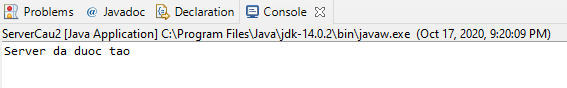 Problems @ Javadoc Declaration Console
ServerCau2 [Java Application] C:\Program Files\Java\jdk-14.0.2\bin\javaw.exe (Oct 17, 2020, 9:20:09 PM)
Server da duoc tao